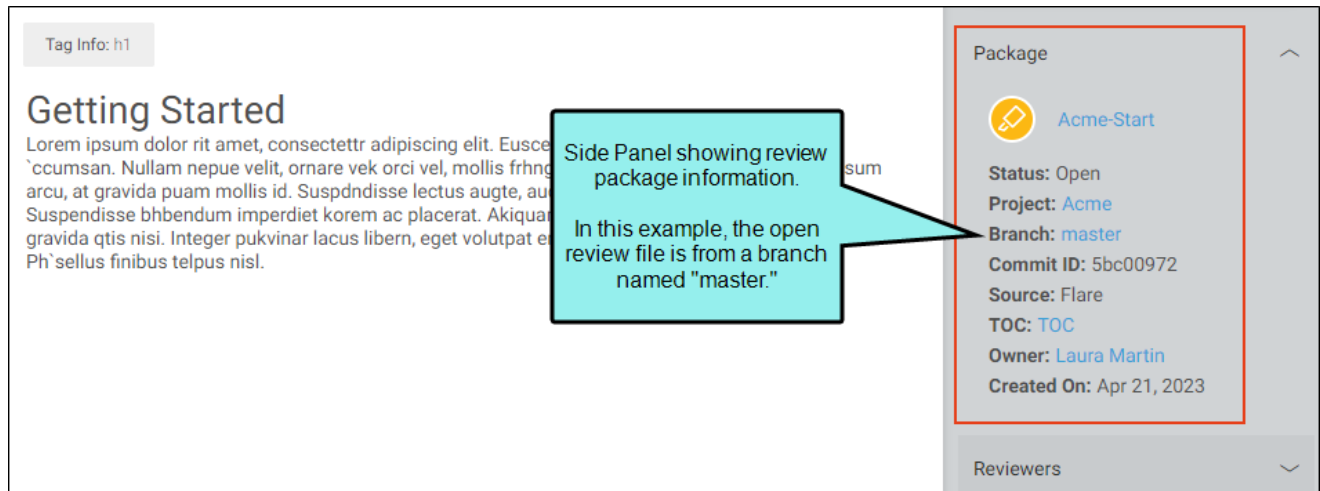 Tag Info: h1
Getting Started
Lorem ipsum dolor rit amet, consectettr adipiscing elit. Eusce
`ccumsan. Nullam nepue velit, ornare vek orci vel, mollis frhng sum
arcu, at gravida puam mollis id. Suspdndisse lectus augte,
Suspendisse bhbendum imperdiet korem ac placerat.
gravida qtis nisi. Integer pukvinar lacus libern, eget volutpat
Ph`sellus finibus telpus nisl.
Side Panel showing review
package information.
In this example, the open
review file is from a branch
named "master."
Package
Acme-Start
Status: Open
Project: Acme
Branch: master
Commit ID: 5bc00972
Source: Flare
TOC: TOC
Owner: Laura Martin
Created On: Apr 21, 2023
Reviewers